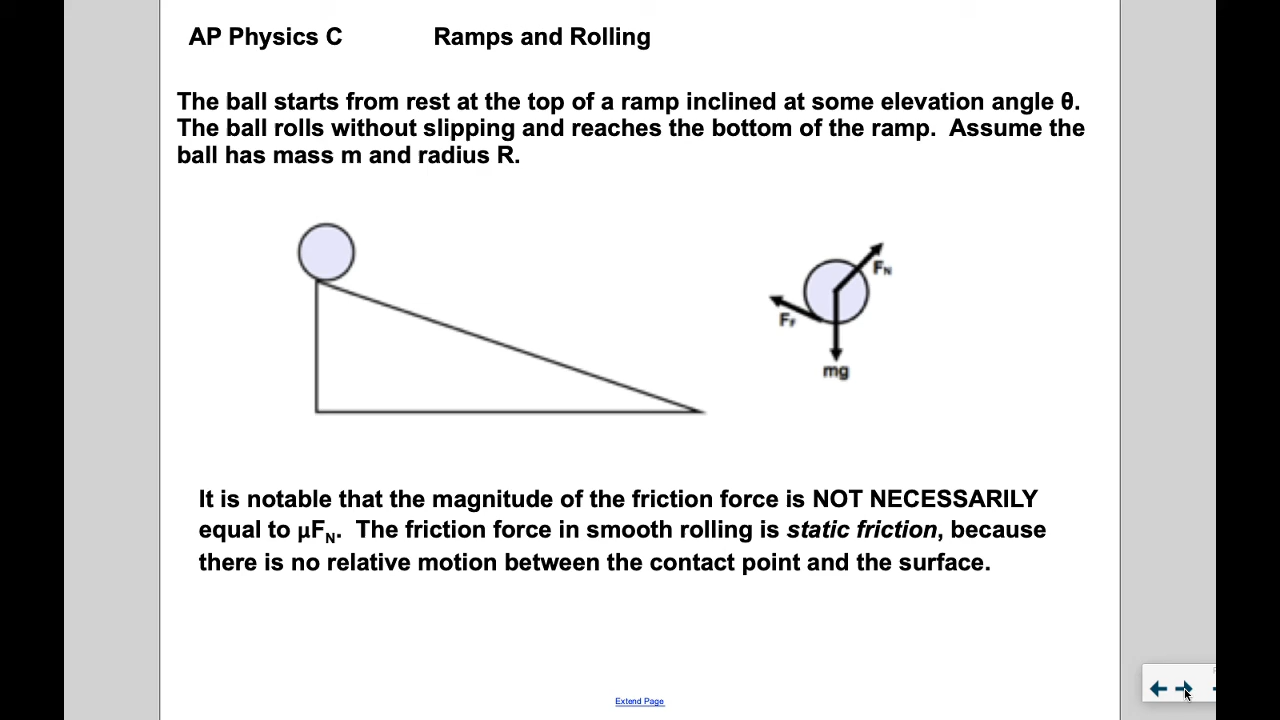 AP Physics C Ramps and Rolling
The ball starts from rest at the top of a ramp inclined at some elevation angle θ.
The ball rolls without slipping and reaches the bottom of the ramp. Assume the
ball has mass m and radius R.
F_N
F_F
mg
It is notable that the magnitude of the friction force is NOT NECESSARILY
equal to μF_N. The friction force in smooth rolling is static friction, because
there is no relative motion between the contact point and the surface.
Extend Page